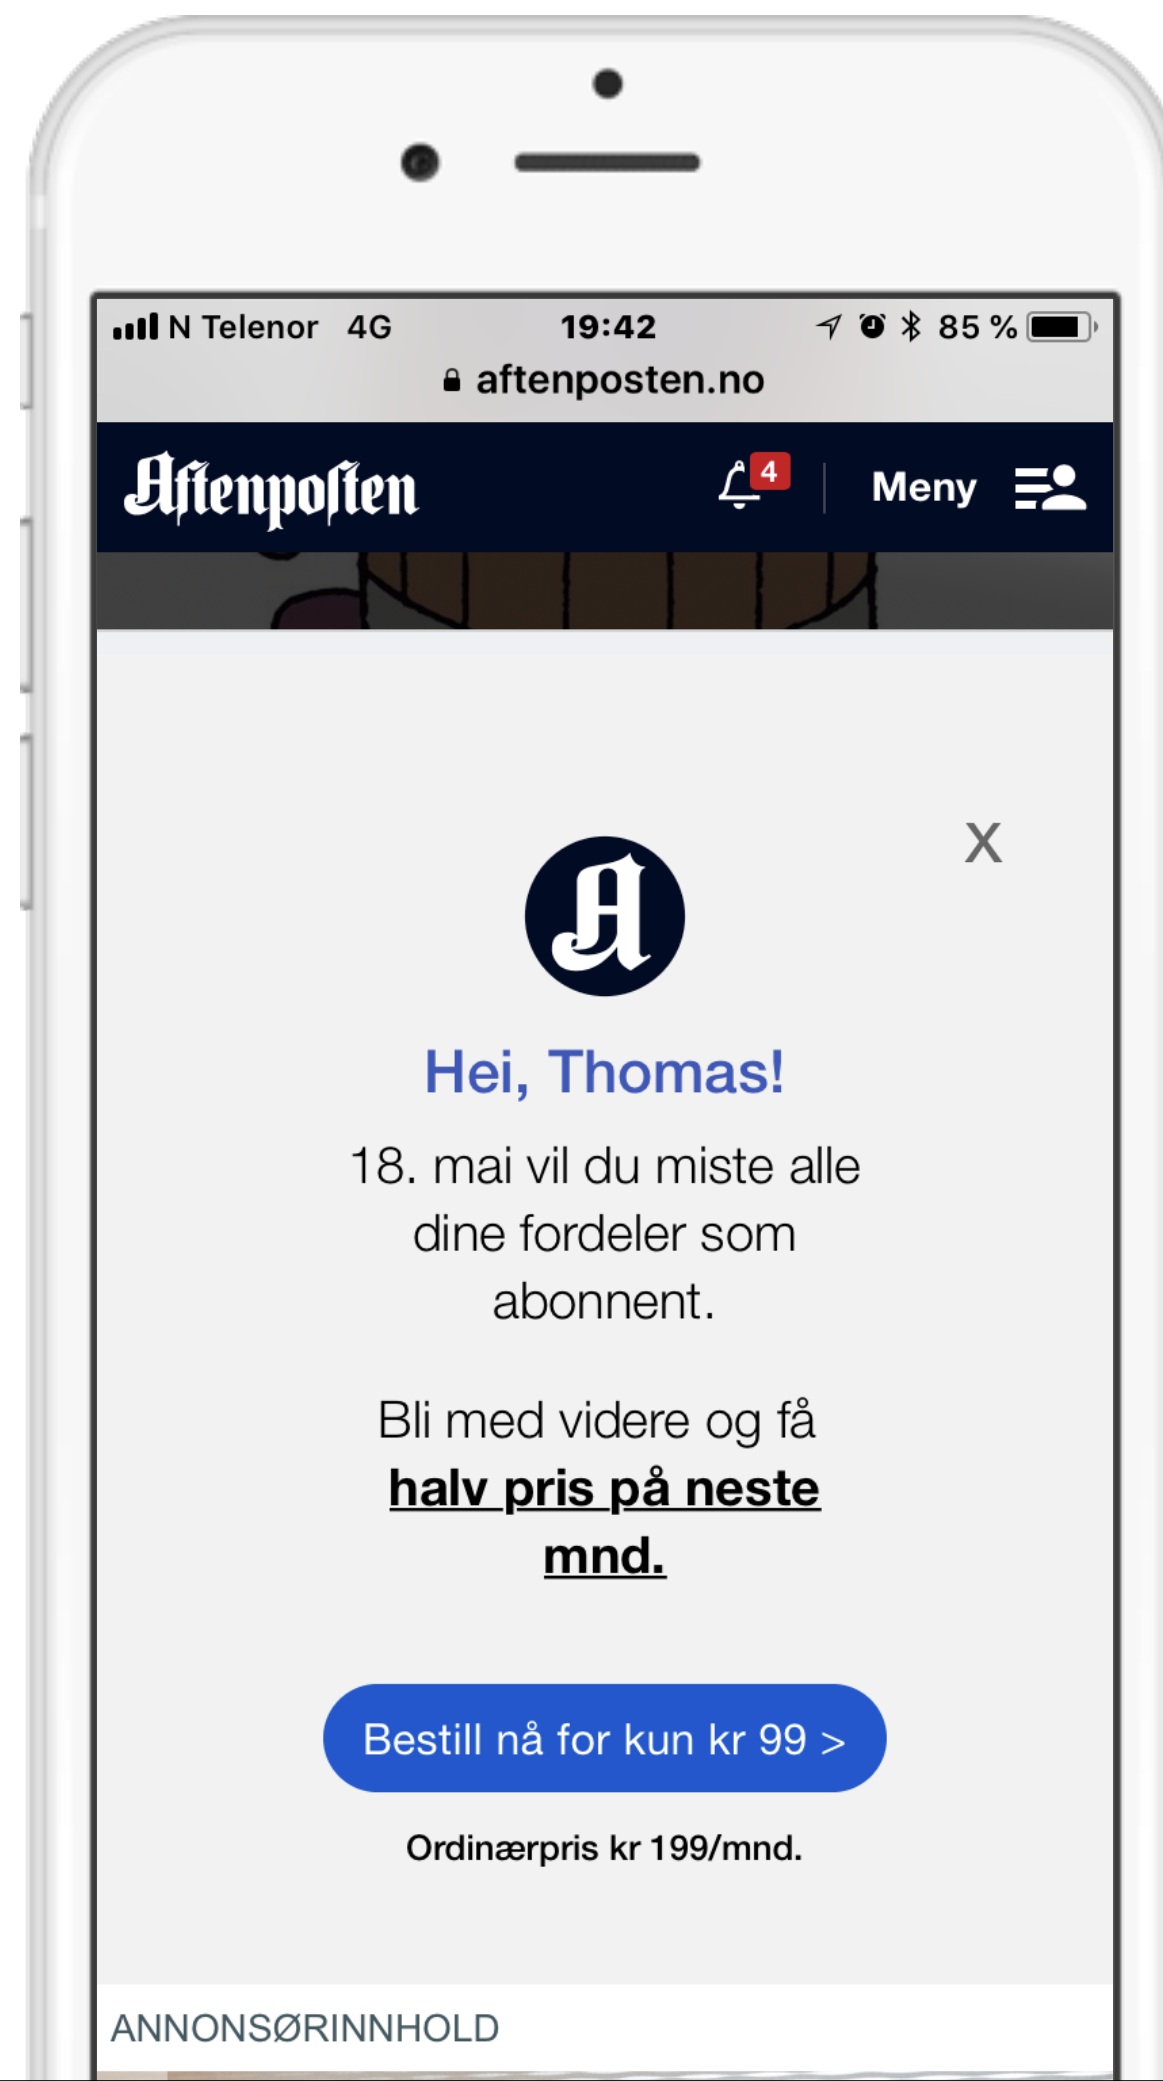 N Telenor 4G 19:42 85 %
aftenposten.no
Aftenposten 4 Meny
X
A
Hei, Thomas!
18. mai vil du miste alle
dine fordeler som
abonnent.
Bli med videre og få
halv pris på neste
mnd.
Bestill nå for kun kr 99 >
Ordinærpris kr 199/mnd.
ANNONSØRINNHOLD